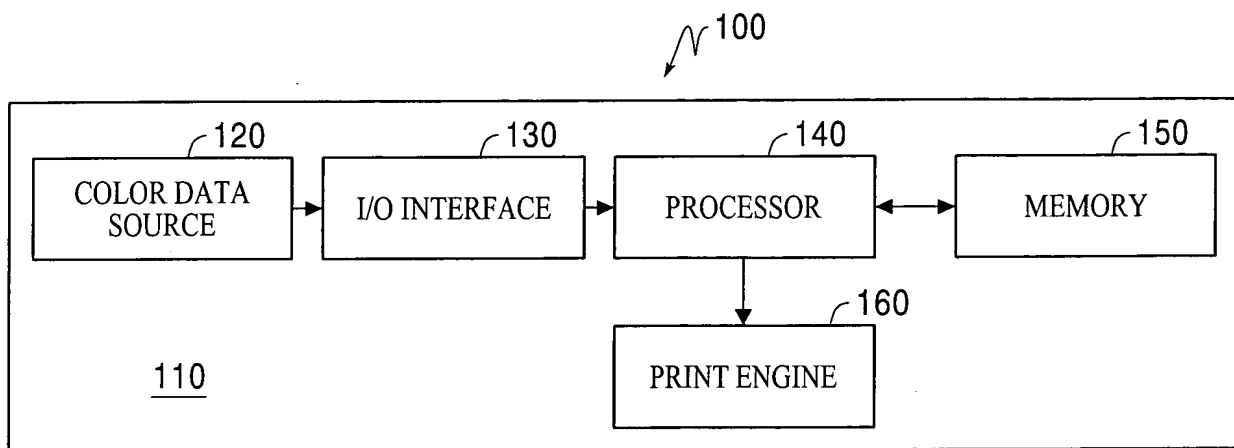 100
120
130
140
150
COLOR DATA
SOURCE
I/O INTERFACE
PROCESSOR
MEMORY
160
110
PRINT ENGINE